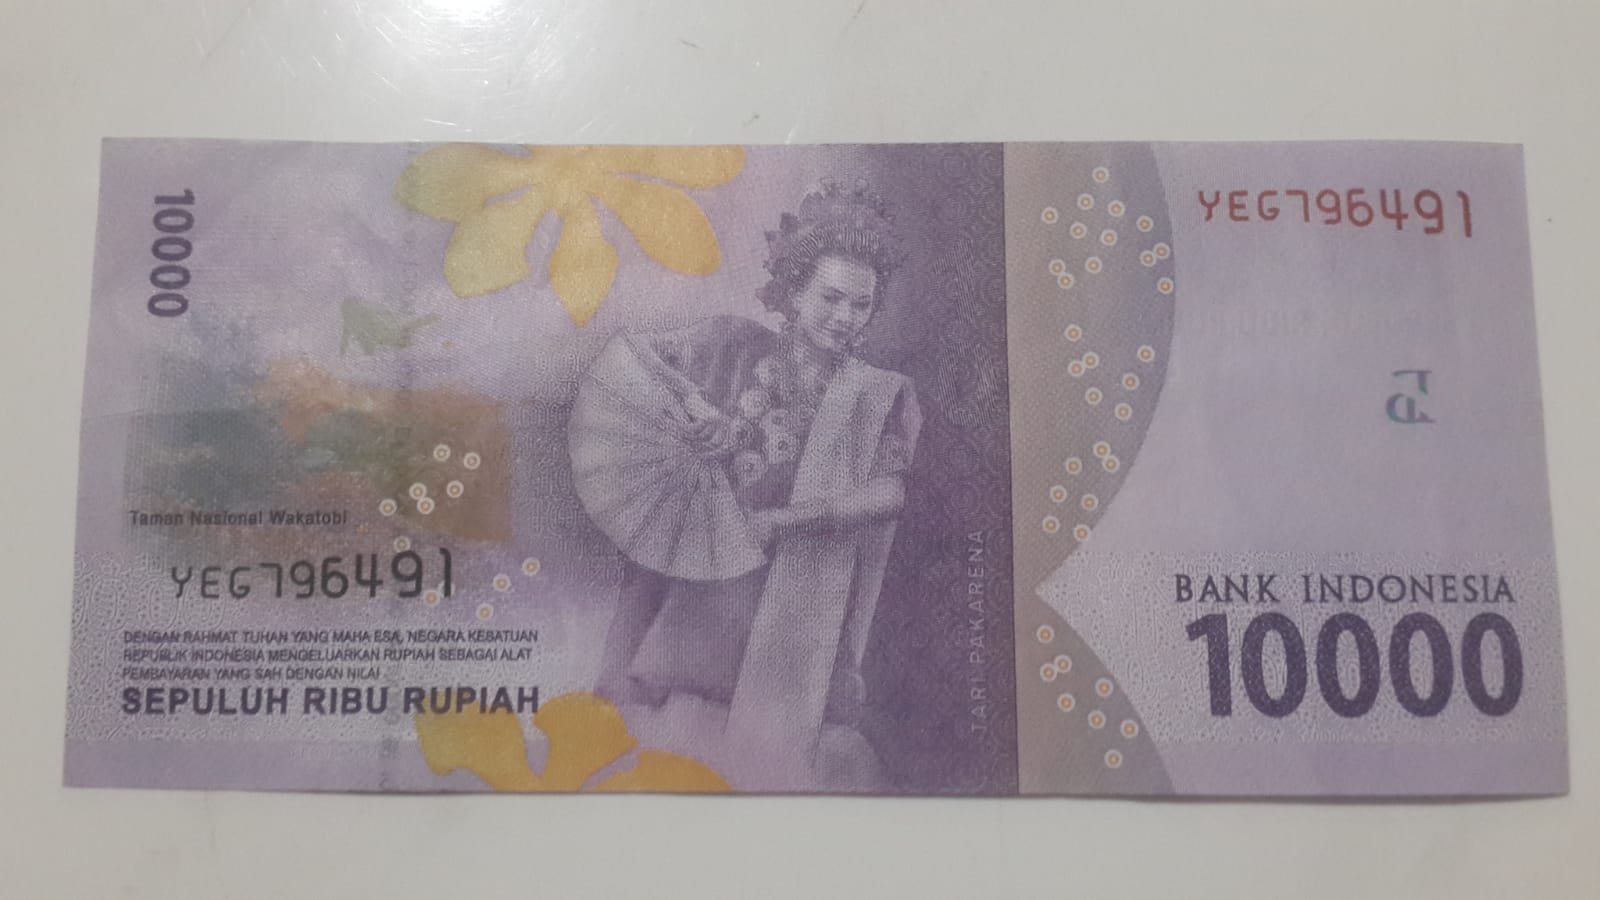 10000
YEG796491
Taman Nasional Wakatobi
YEG796491
DENGAN RAHMAT TUHAN YANG MAHA ESA, NEGARA KESATUAN
REPUBLIK INDONESIA MENGELUARKAN RUPIAH SEBAGAI ALAT
PEMBAYARAN YANG SAH DENGAN NILAI
SEPULUH RIBU RUPIAH
TARI PAKARENA
BANK INDONESIA
10000